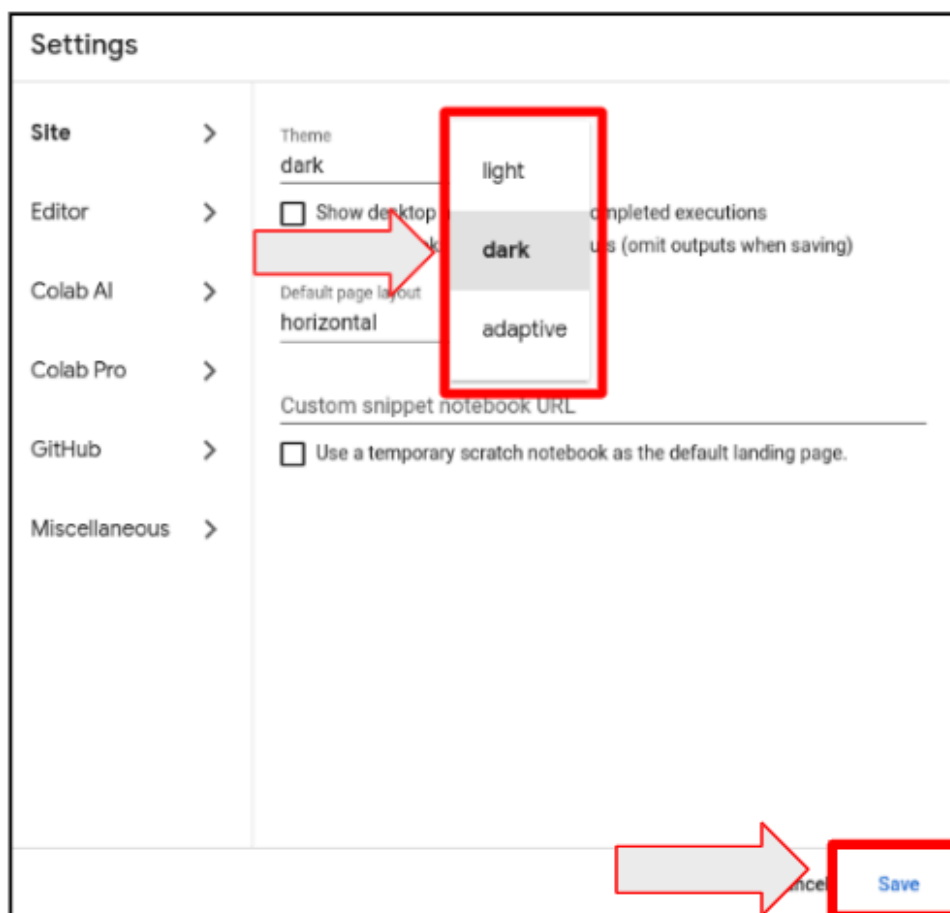 Settings
Site
Editor
Colab AI
Colab Pro
GitHub
Miscellaneous
Theme
dark
Show desktop mpleted executions
(omit outputs when saving)
Default page layout
horizontal
light
dark
adaptive
Custom snippet notebook URL
Use a temporary scratch notebook as the default landing page.
Save